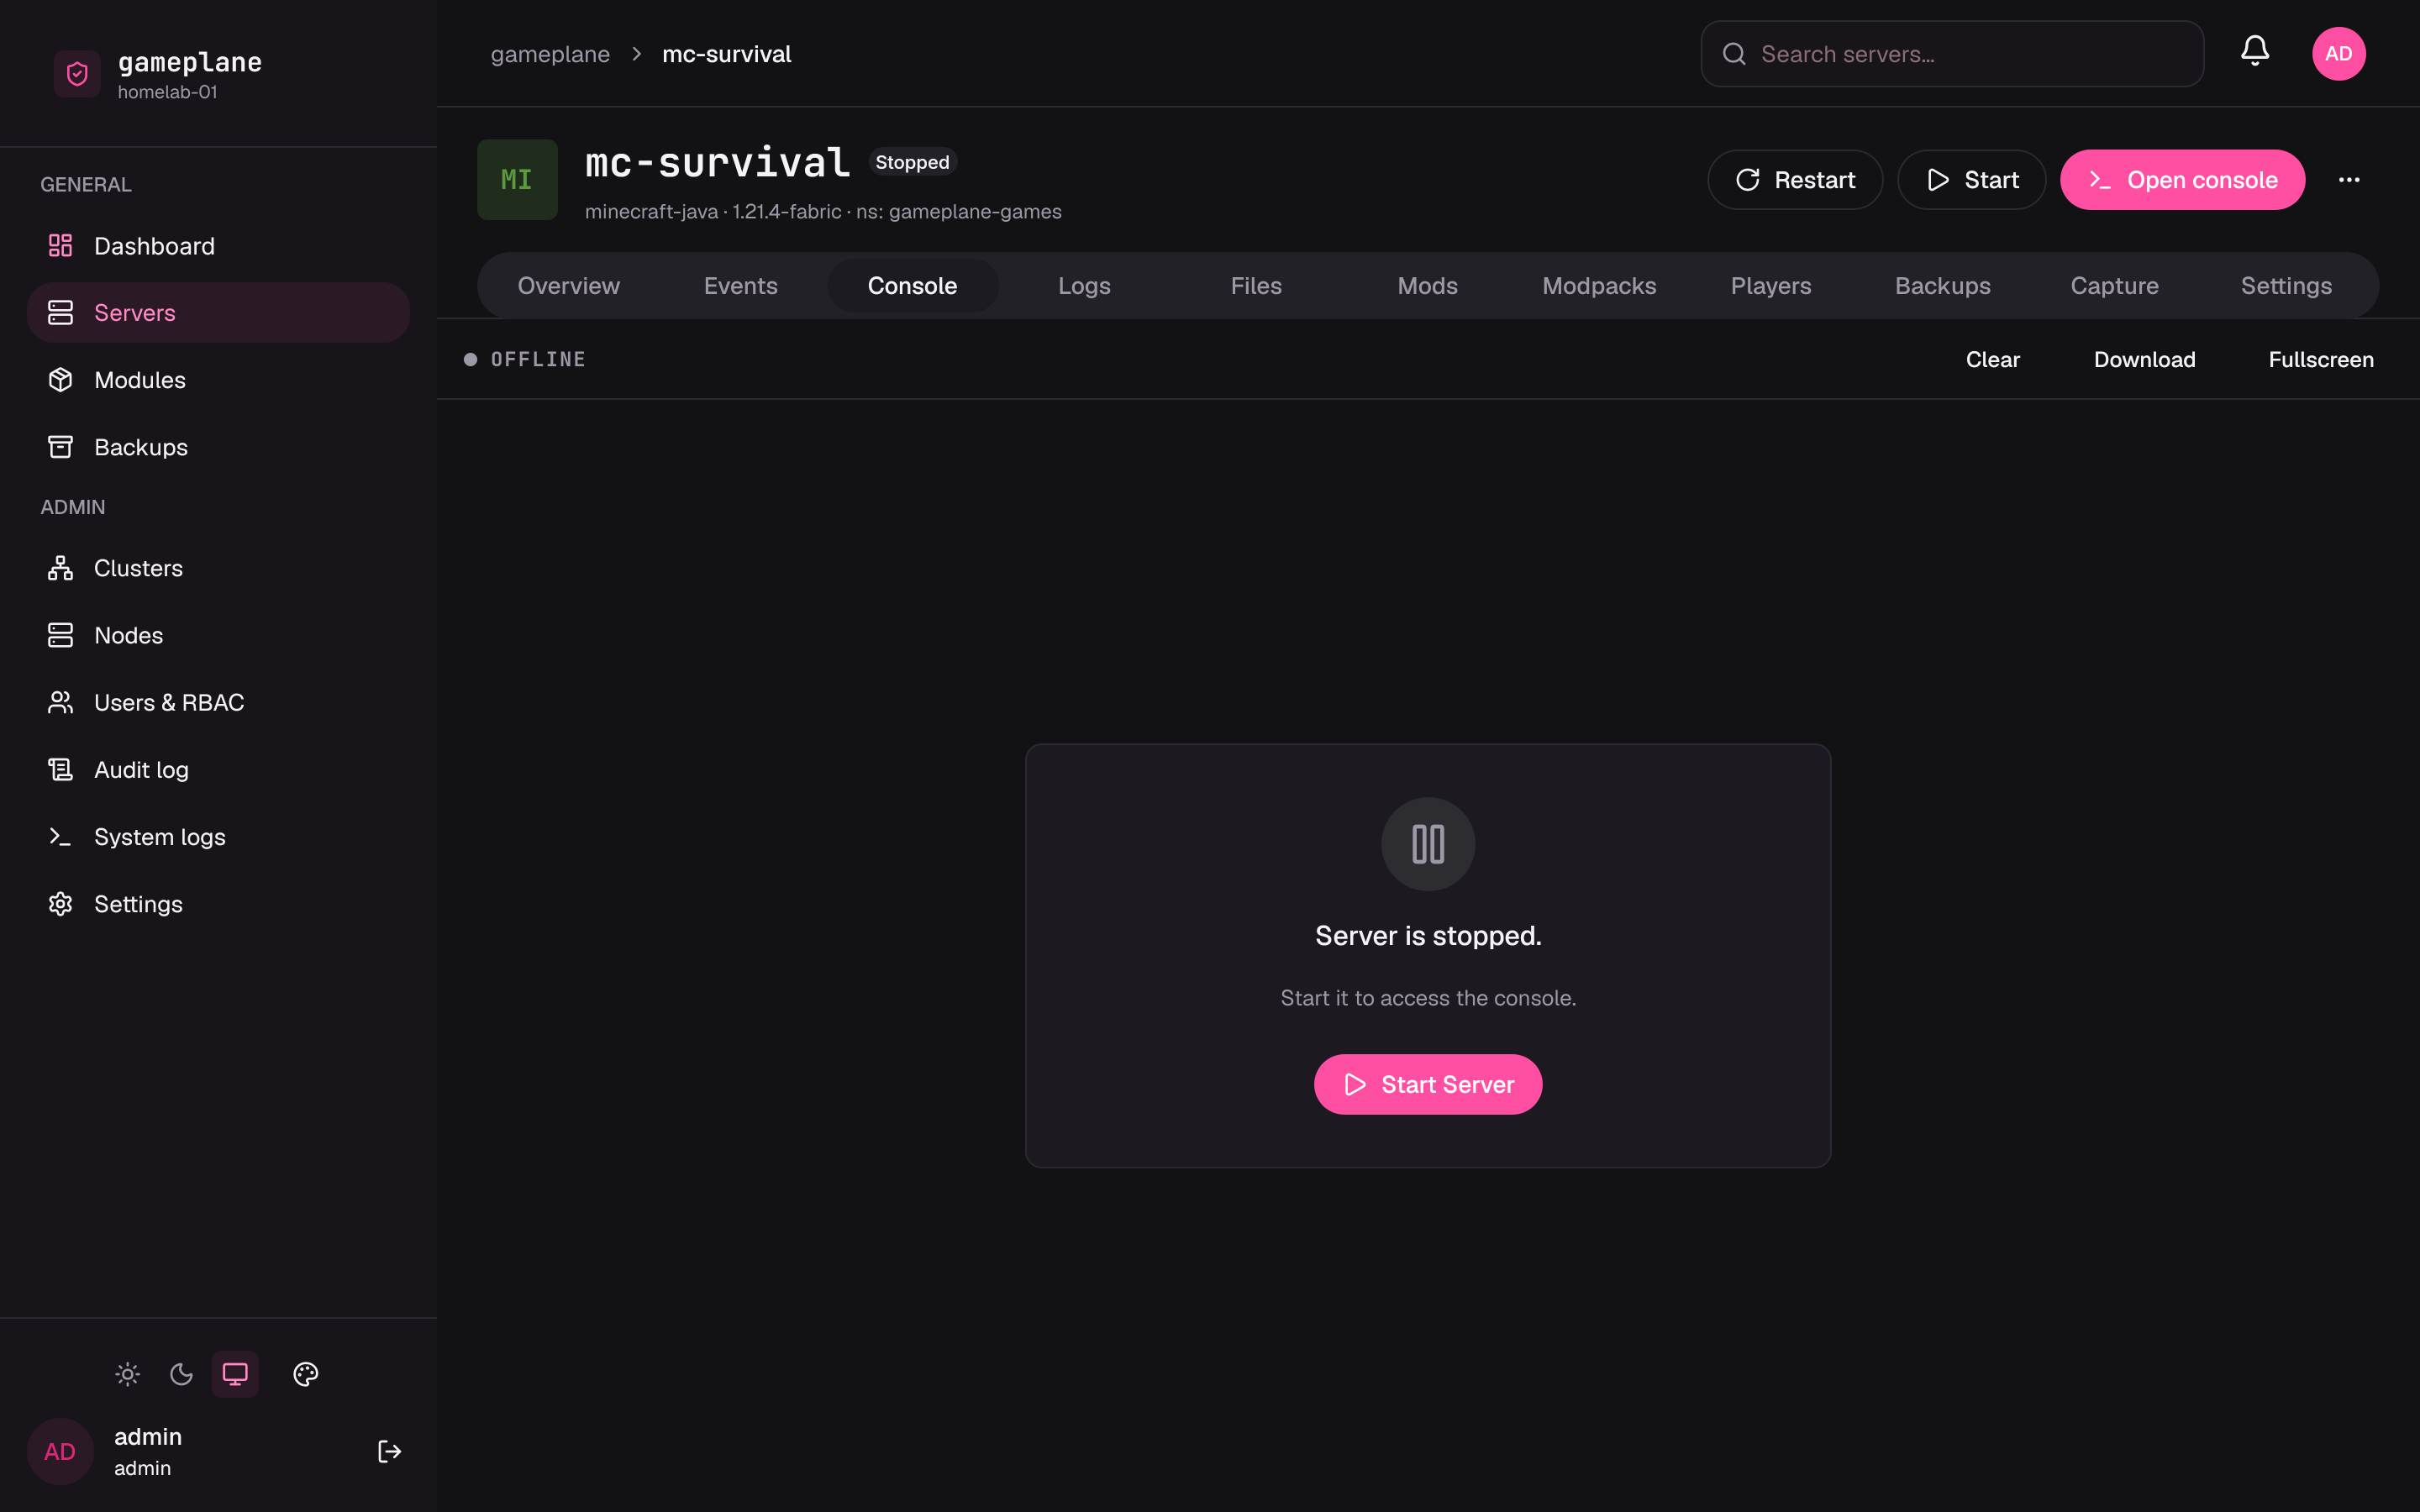 gameplane
homelab-01
GENERAL
Dashboard
Servers
Modules
Backups
ADMIN
Clusters
Nodes
Users & RBAC
Audit log
System logs
Settings
AD
admin
admin
gameplane
mc-survival
Search servers...
AD
MI
mc-survival
Stopped
minecraft-java · 1.21.4-fabric · ns: gameplane-games
Restart
Start
Open console
Overview
Events
Console
Logs
Files
Mods
Modpacks
Players
Backups
Capture
Settings
OFFLINE
Clear
Download
Fullscreen
Server is stopped.
Start it to access the console.
Start Server